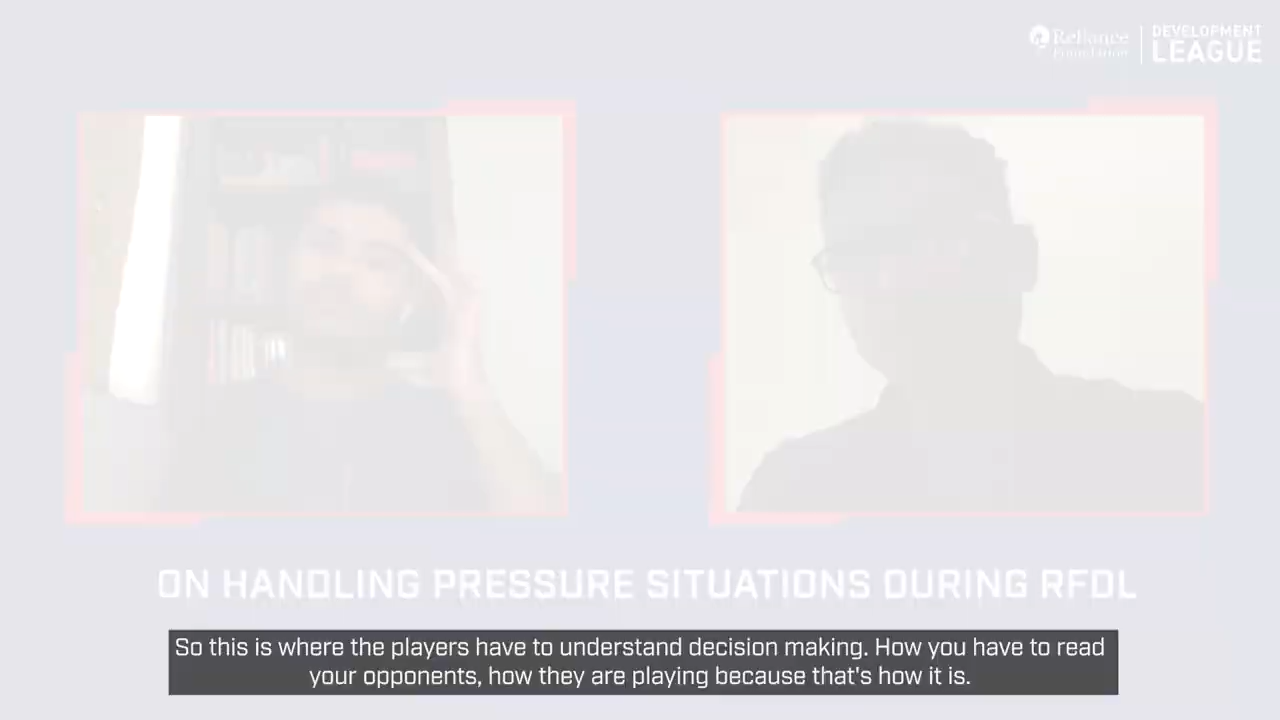 Reliance
Foundation
DEVELOPMENT
LEAGUE
ON HANDLING PRESSURE SITUATIONS DURING RFDL
So this is where the players have to understand decision making. How you have to read
your opponents, how they are playing because that's how it is.